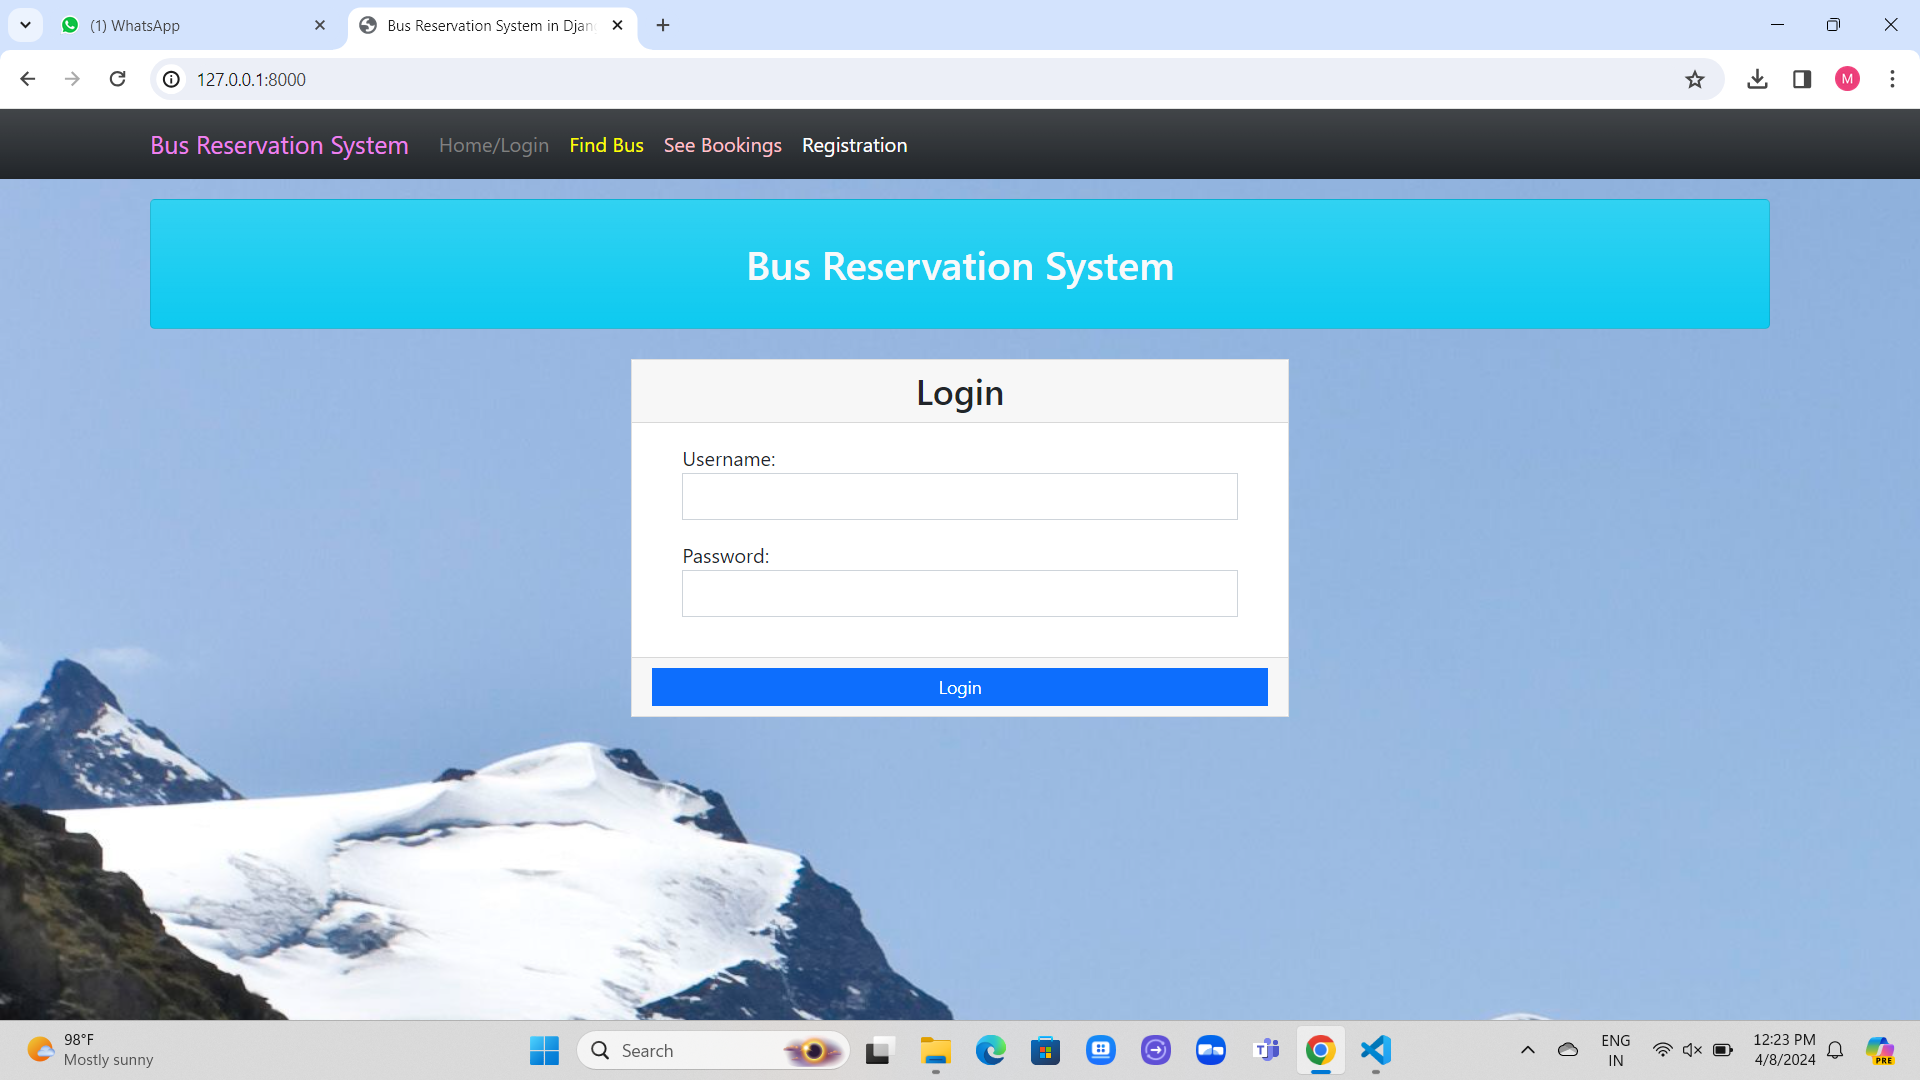 (1) WhatsApp
Bus Reservation System in Djan
127.0.0.1:8000
M
Bus Reservation System Home/Login Find Bus See Bookings Registration
Bus Reservation System
Login
Username:
Password:
Login
98°F
Mostly sunny
Search
T
ENG
IN
12:23 PM
4/8/2024
PRE